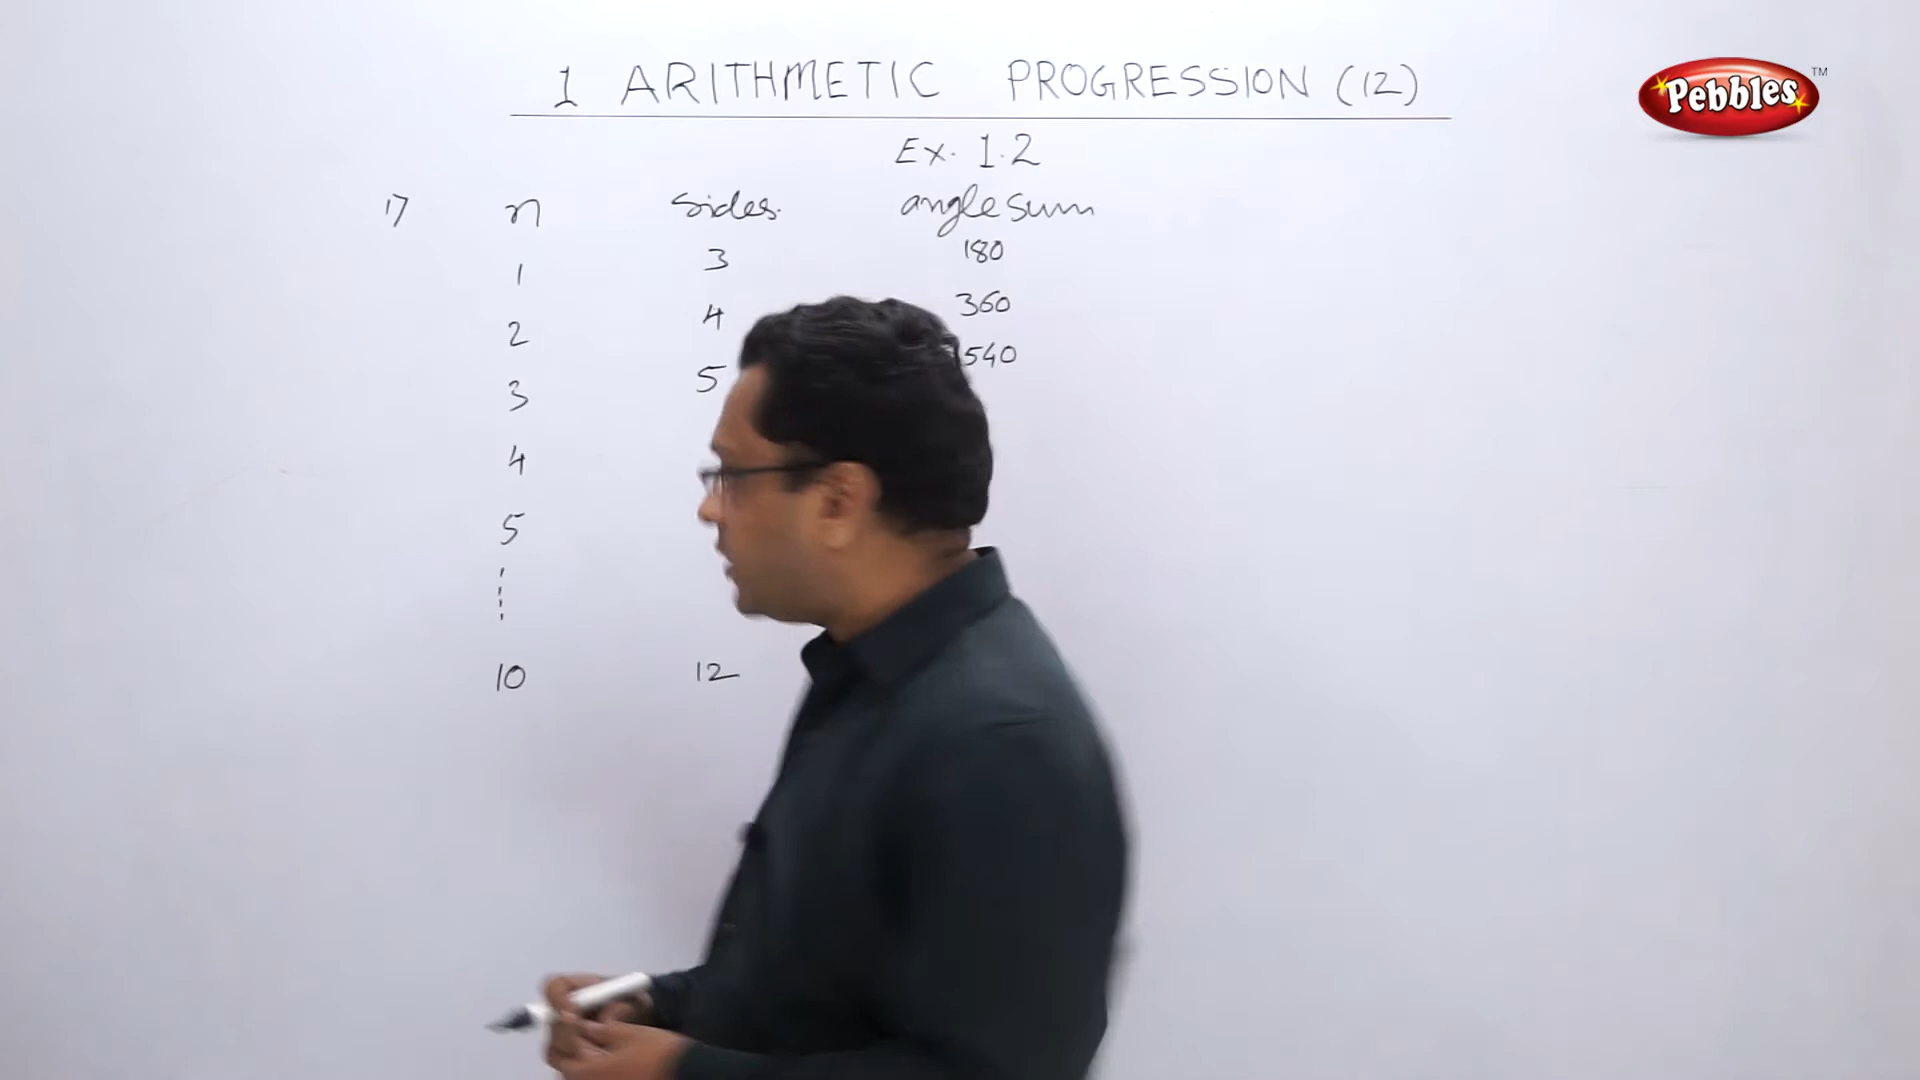 1 ARITHMETIC PROGRESSION (12)
Pebbles TM
Ex. 1.2
17 n sides. angle sum
1 3 180
2 4 360
3 5 540
4
5
10 12